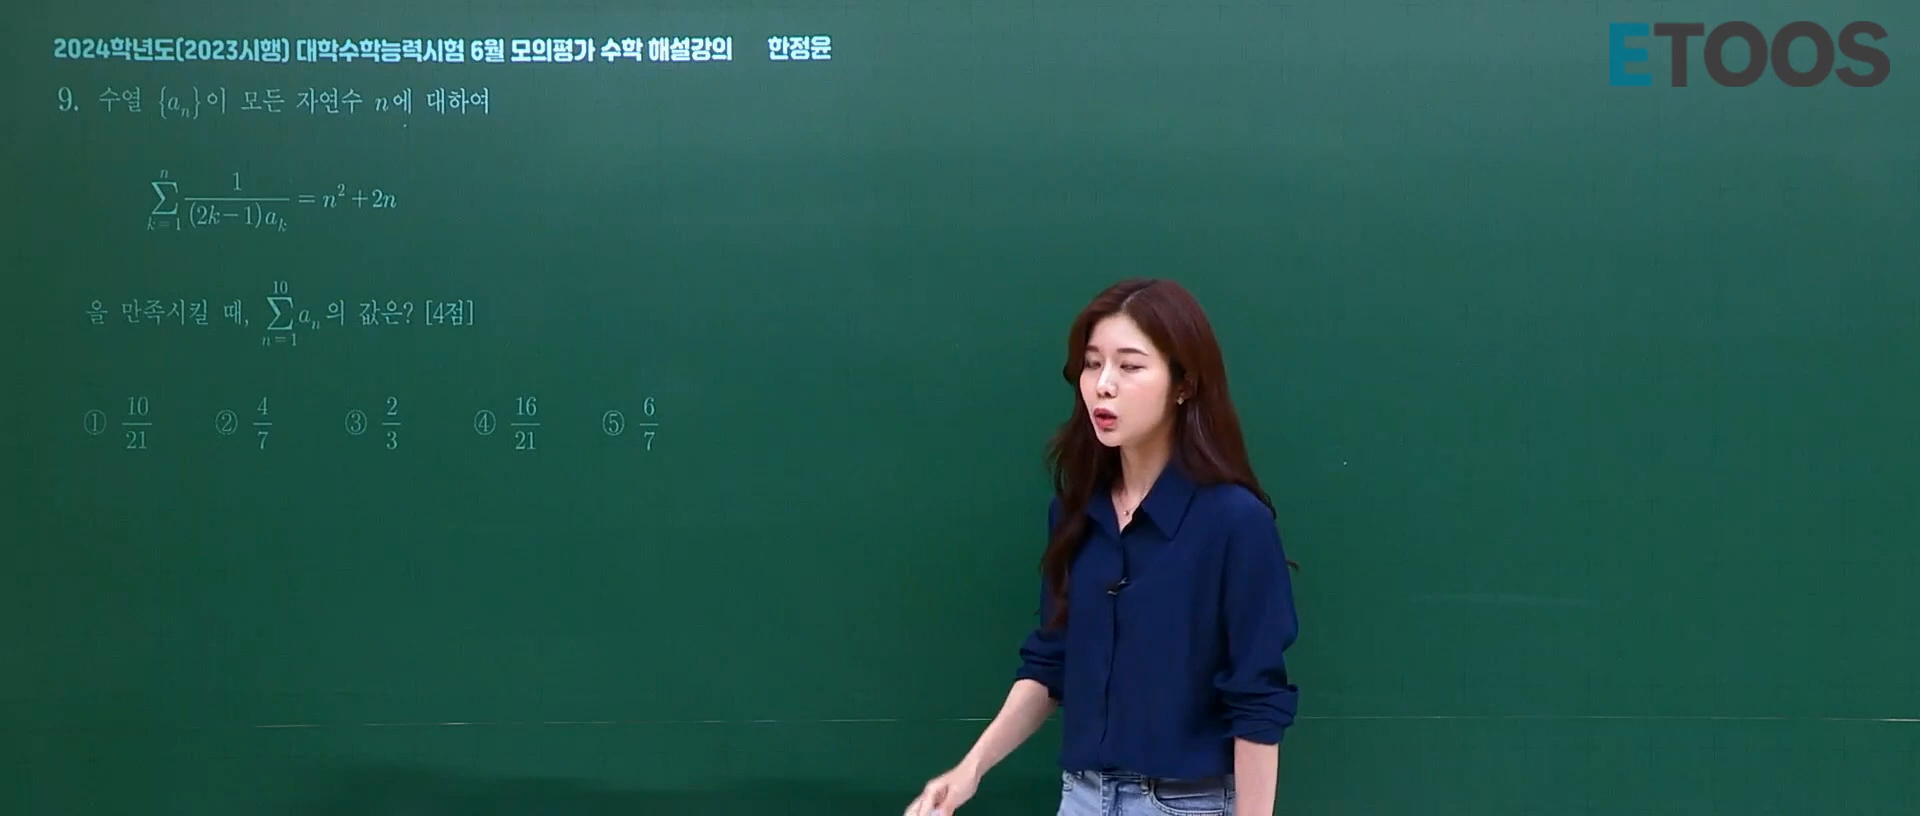 2024학년도(2023시행) 대학수학능력시험 6월 모의평가 수학 해설강의 한정윤
ETOOS
9. 수열 {aₙ}이 모든 자연수 n에 대하여
∑_{k=1}^{n} 1/((2k-1)aₖ) = n²+2n
을 만족시킬 때, ∑_{n=1}^{10} aₙ의 값은? [4점]
① 10/21 ② 4/7 ③ 2/3 ④ 16/21 ⑤ 6/7